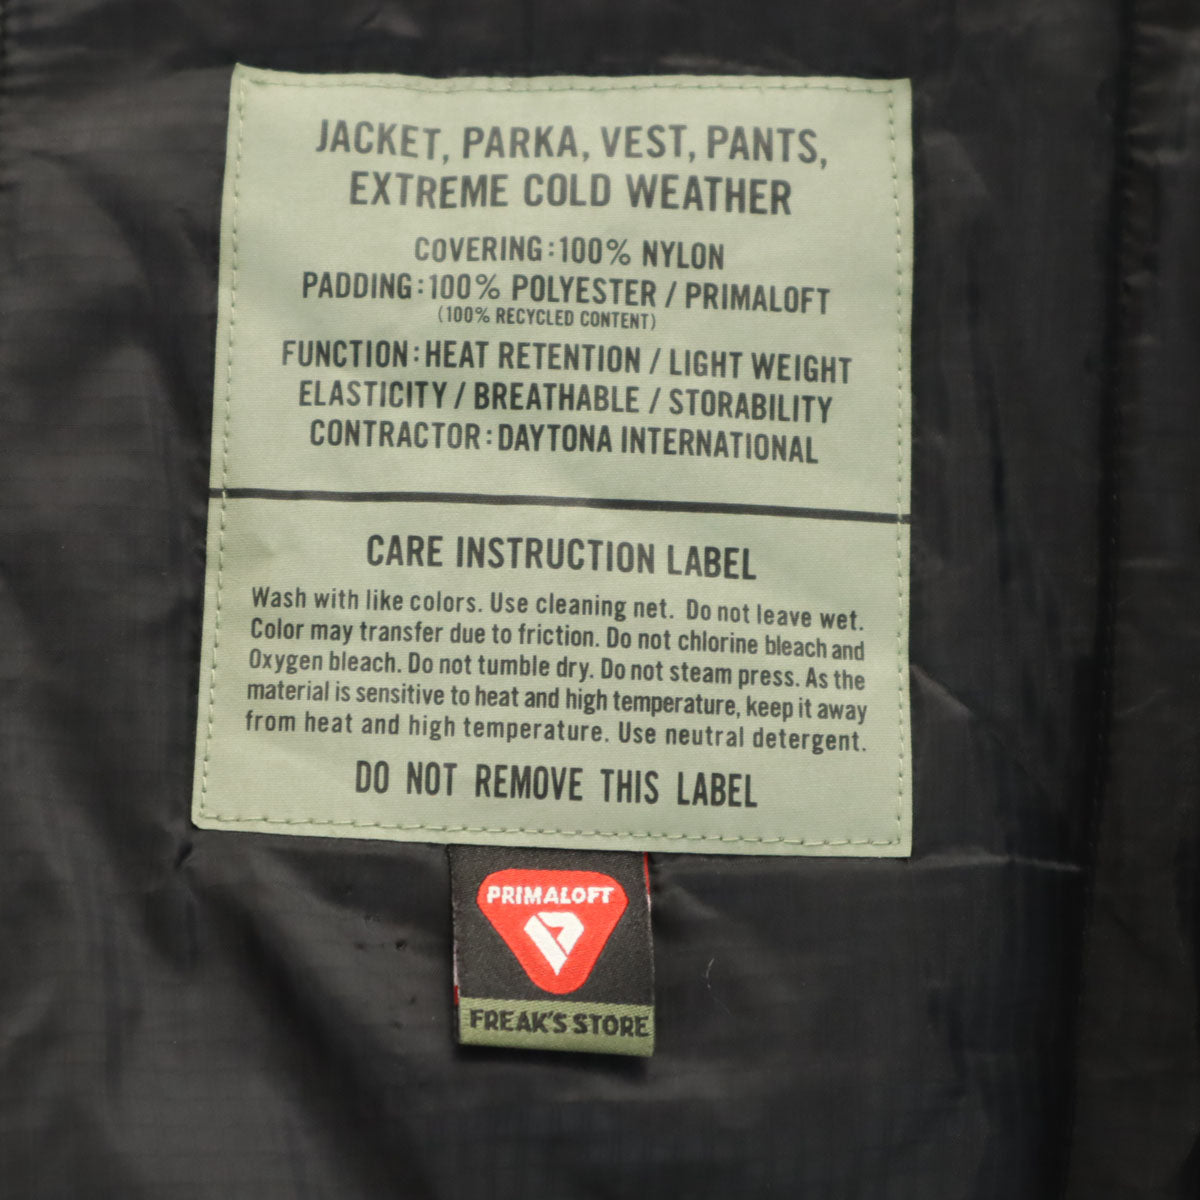 JACKET, PARKA, VEST, PANTS,
EXTREME COLD WEATHER
COVERING:100% NYLON
PADDING:100% POLYESTER / PRIMALOFT
(100% RECYCLED CONTENT)
FUNCTION:HEAT RETENTION / LIGHT WEIGHT
ELASTICITY / BREATHABLE / STORABILITY
CONTRACTOR:DAYTONA INTERNATIONAL
CARE INSTRUCTION LABEL
Wash with like colors. Use cleaning net. Do not leave wet.
Color may transfer due to friction. Do not chlorine bleach and
Oxygen bleach. Do not tumble dry. Do not steam press. As the
material is sensitive to heat and high temperature, keep it away
from heat and high temperature. Use neutral detergent.
DO NOT REMOVE THIS LABEL
PRIMALOFT
FREAK'S STORE